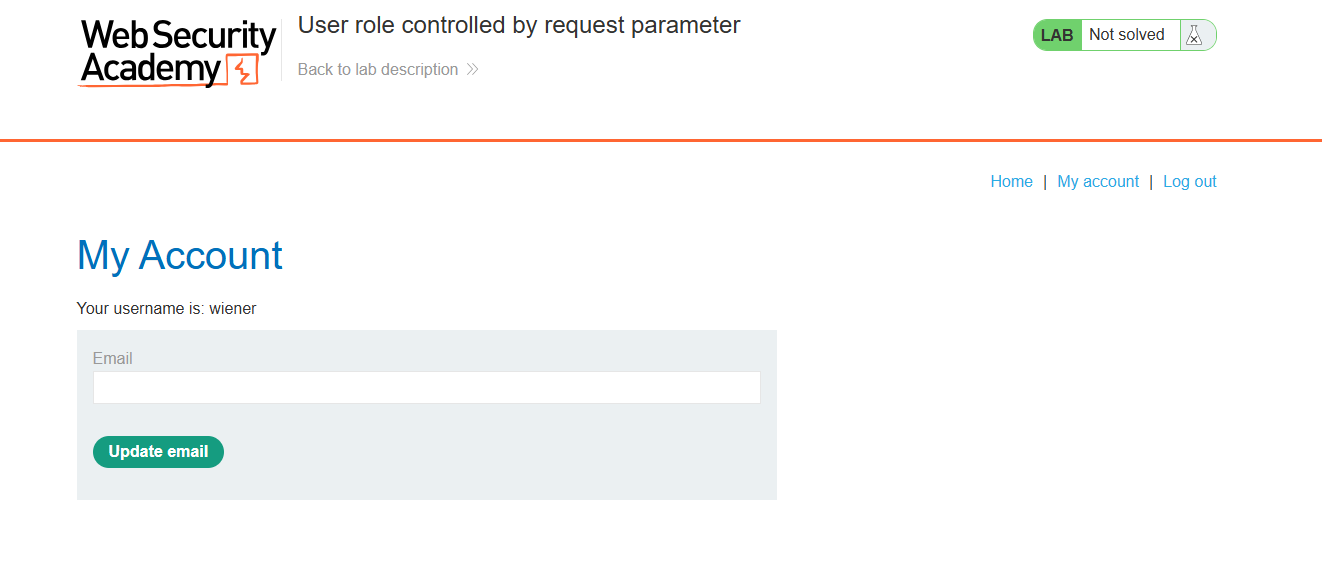 Web Security
Academy
User role controlled by request parameter
Back to lab description
LAB Not solved
Home | My account | Log out
My Account
Your username is: wiener
Email
Update email